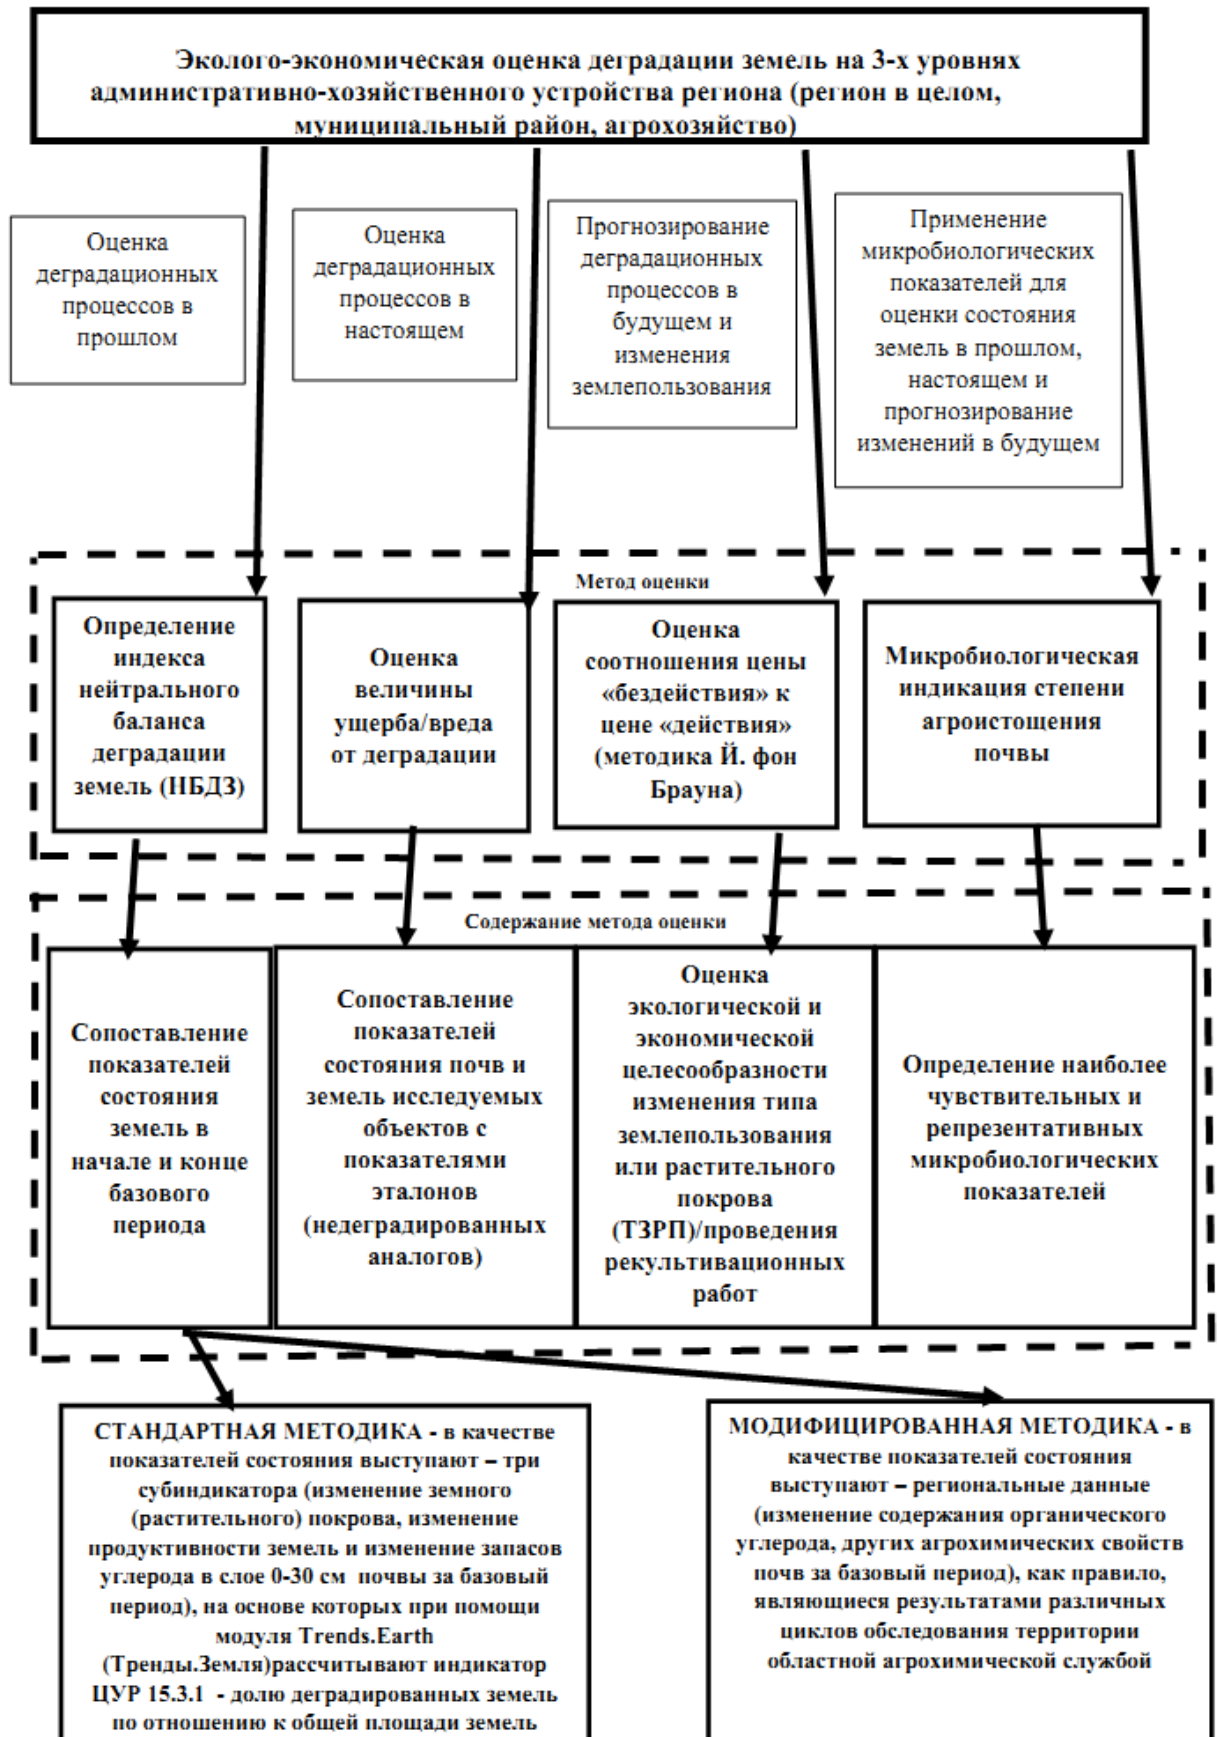 Эколого-экономическая оценка деградации земель на 3-х уровнях
административно-хозяйственного устройства региона (регион в целом,
муниципальный район, агрохозяйство)
Оценка
деградационных
процессов в
прошлом
Оценка
деградационных
процессов в
настоящем
Прогнозирование
деградационных
процессов в
будущем и
изменения
землепользования
Применение
микробиологических
показателей для
оценки состояния
земель в прошлом,
настоящем и
прогнозирование
изменений в будущем
Метод оценки
Определение
индекса
нейтрального
баланса
деградации
земель (НБДЗ)
Оценка
величины
ущерба/вреда
от деградации
Оценка
соотношения цены
«бездействия» к
цене «действия»
(методика Й. фон
Брауна)
Микробиологическая
индикация степени
агроистощения
почвы
Содержание метода оценки
Сопоставление
показателей
состояния
земель в
начале и конце
базового
периода
Сопоставление
показателей
состояния почв и
земель исследуемых
объектов с
показателями
эталонов
(недеградированных
аналогов)
Оценка
экологической и
экономической
целесообразности
изменения типа
землепользования
или растительного
покрова
(ТЗРП)/проведения
рекультивационных
работ
Определение наиболее
чувствительных и
репрезентативных
микробиологических
показателей
СТАНДАРТНАЯ МЕТОДИКА - в качестве
показателей состояния выступают – три
субиндикатора (изменение земного
(растительного) покрова, изменение
продуктивности земель и изменение запасов
углерода в слое 0-30 см почвы за базовый
период), на основе которых при помощи
модуля Trends.Earth
(Тренды.Земля)рассчитывают индикатор
ЦУР 15.3.1 - долю деградированных земель
по отношению к общей площади земель
МОДИФИЦИРОВАННАЯ МЕТОДИКА - в
качестве показателей состояния
выступают – региональные данные
(изменение содержания органического
углерода, других агрохимических свойств
почв за базовый период), как правило,
являющиеся результатами различных
циклов обследования территории
областной агрохимической службой